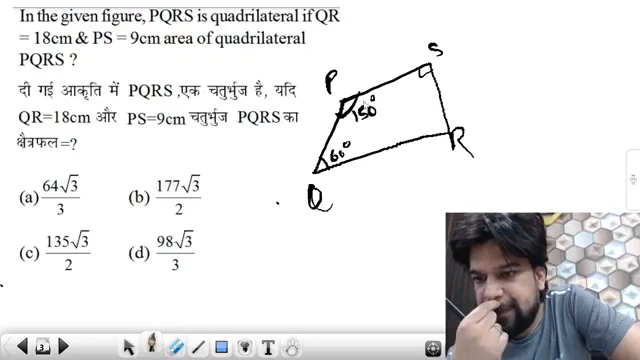 In the given figure, PQRS is quadrilateral if QR
= 18cm & PS = 9cm area of quadrilateral
PQRS ?
दी गई आकृति में PQRS ,एक चतुर्भुज है, यदि
QR=18cm और PS=9cm चतुर्भुज PQRS का
क्षेत्रफल=?
(a) 64√3/3 (b) 177√3/2
(c) 135√3/2 (d) 98√3/3
S
P
150°
R
60°
Q
3
T